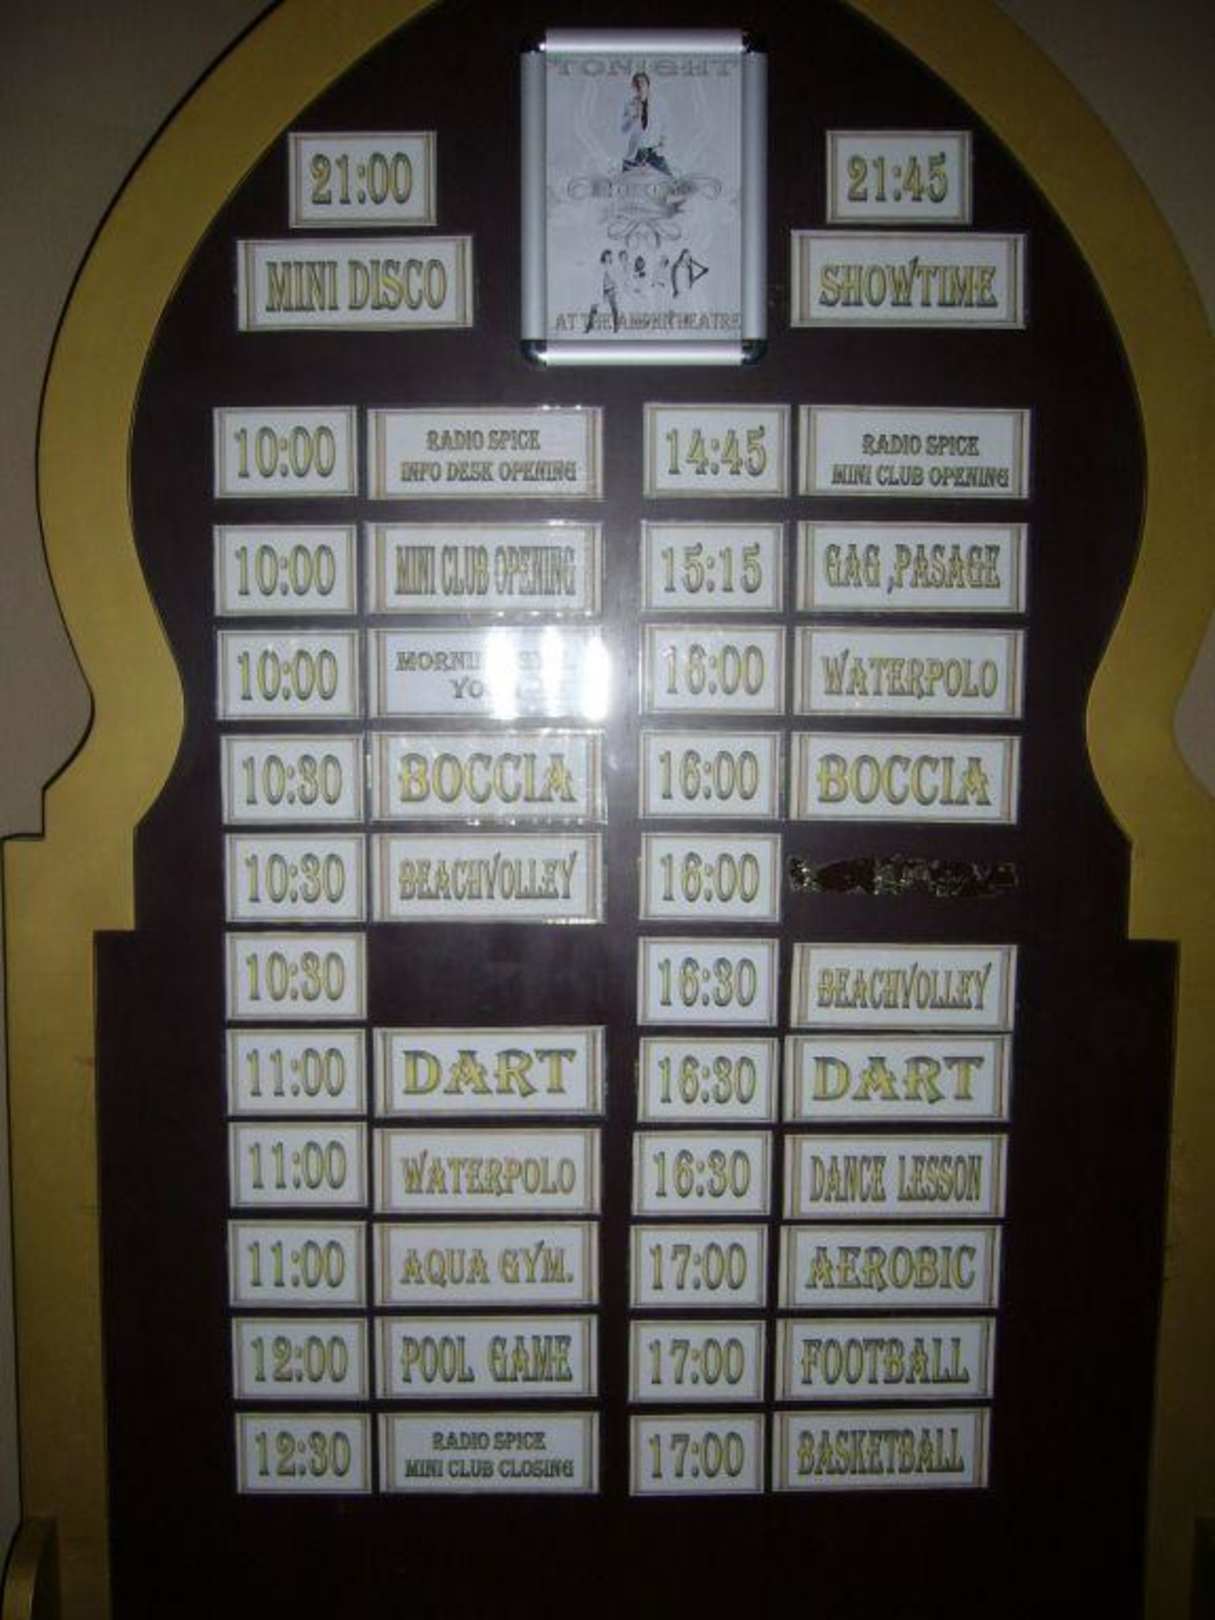 TONIGHT
AT THE AMPHITHEATRE
21:00
21:45
MINI DISCO
SHOWTIME
10:00
RADIO SPICE
INFO DESK OPENING
14:45
RADIO SPICE
MINI CLUB OPENING
10:00
MINI CLUB OPENING
15:15
GAG ,PASAGE
10:00
16:00
WATERPOLO
10:30
BOCCIA
16:00
BOCCIA
10:30
BEACHVOLLEY
16:00
10:30
16:30
BEACHVOLLEY
11:00
DART
16:30
DART
11:00
WATERPOLO
16:30
DANCE LESSON
11:00
AQUA GYM.
17:00
AEROBIC
12:00
POOL GAME
17:00
FOOTBALL
12:30
RADIO SPICE
MINI CLUB CLOSING
17:00
BASKETBALL